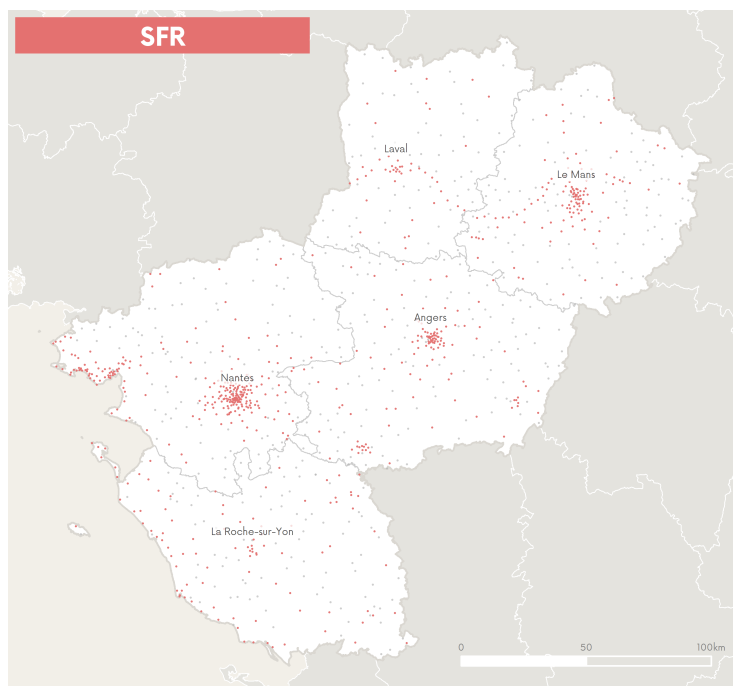 SFR
Laval
Le Mans
Angers
Nantes
La Roche-sur-Yon
0 50 100km